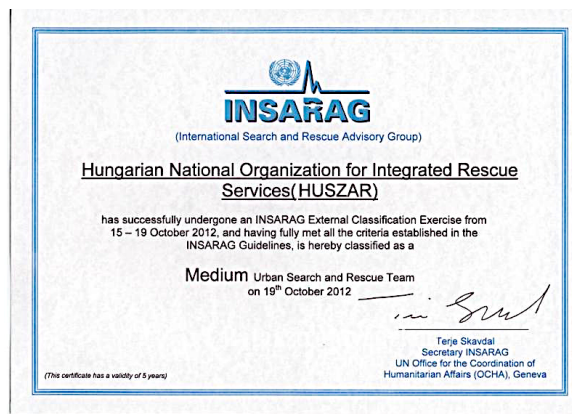 INSARAG
(International Search and Rescue Advisory Group)
Hungarian National Organization for Integrated Rescue
Services(HUSZAR)
has successfully undergone an INSARAG External Classification Exercise from
15 – 19 October 2012, and having fully met all the criteria established in the
INSARAG Guidelines, is hereby classified as a
Medium Urban Search and Rescue Team
on 19th October 2012
Terje Skavdal
Secretary INSARAG
UN Office for the Coordination of
Humanitarian Affairs (OCHA), Geneva
(This certificate has a validity of 5 years)